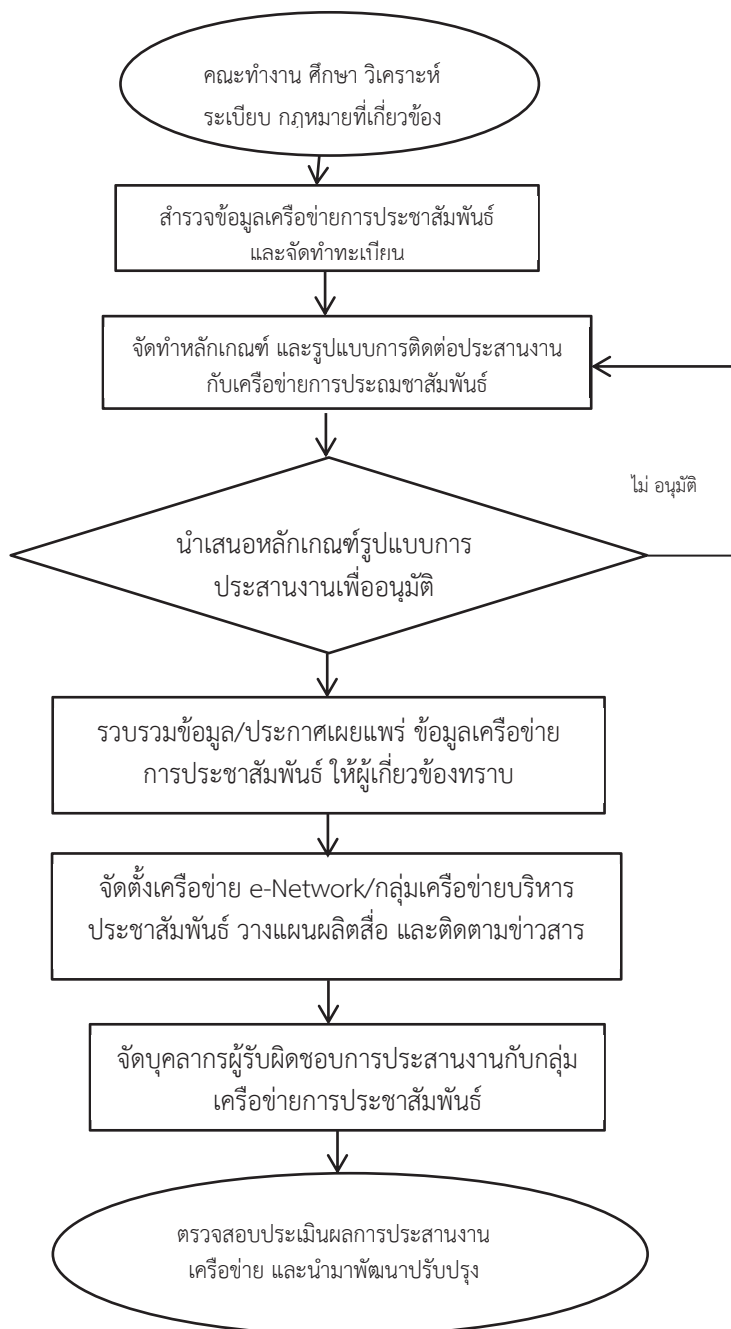 คณะทำงาน ศึกษา วิเคราะห์
ระเบียบ กฎหมายที่เกี่ยวข้อง
สำรวจข้อมูลเครือข่ายการประชาสัมพันธ์
และจัดทำทะเบียน
จัดทำหลักเกณฑ์ และรูปแบบการติดต่อประสานงาน
กับเครือข่ายการประถมชาสัมพันธ์
ไม่ อนุมัติ
นำเสนอหลักเกณฑ์รูปแบบการ
ประสานงานเพื่ออนุมัติ
รวบรวมข้อมูล/ประกาศเผยแพร่ ข้อมูลเครือข่าย
การประชาสัมพันธ์ ให้ผู้เกี่ยวข้องทราบ
จัดตั้งเครือข่าย e-Network/กลุ่มเครือข่ายบริหาร
ประชาสัมพันธ์ วางแผนผลิตสื่อ และติดตามข่าวสาร
จัดบุคลากรผู้รับผิดชอบการประสานงานกับกลุ่ม
เครือข่ายการประชาสัมพันธ์
ตรวจสอบประเมินผลการประสานงาน
เครือข่าย และนำมาพัฒนาปรับปรุง